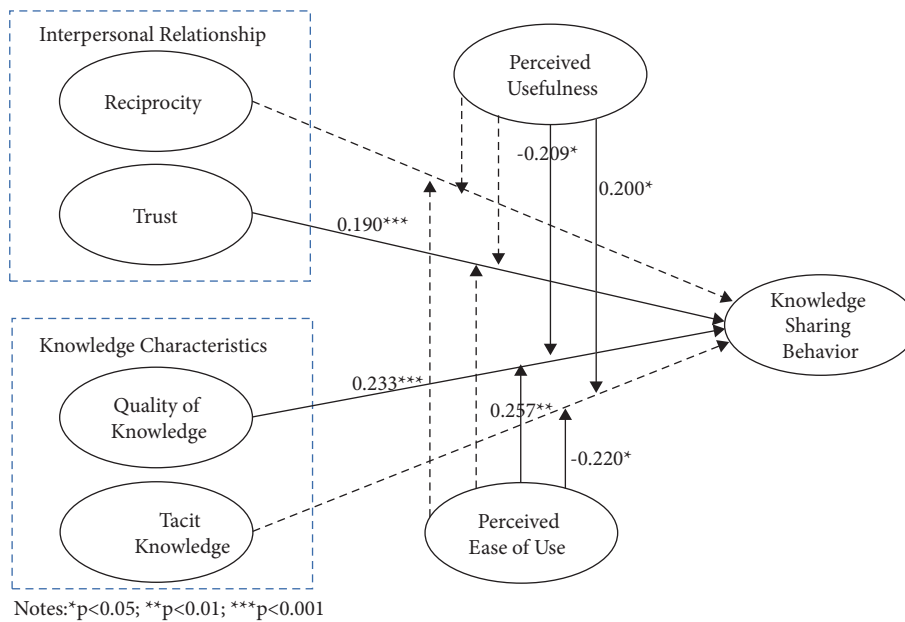 Interpersonal Relationship
Reciprocity
Trust
Perceived
Usefulness
-0.209*
0.200*
0.190***
Knowledge
Sharing
Behavior
Knowledge Characteristics
Quality of
Knowledge
0.233***
0.257**
-0.220*
Tacit
Knowledge
Perceived
Ease of Use
Notes:*p<0.05; **p<0.01; ***p<0.001